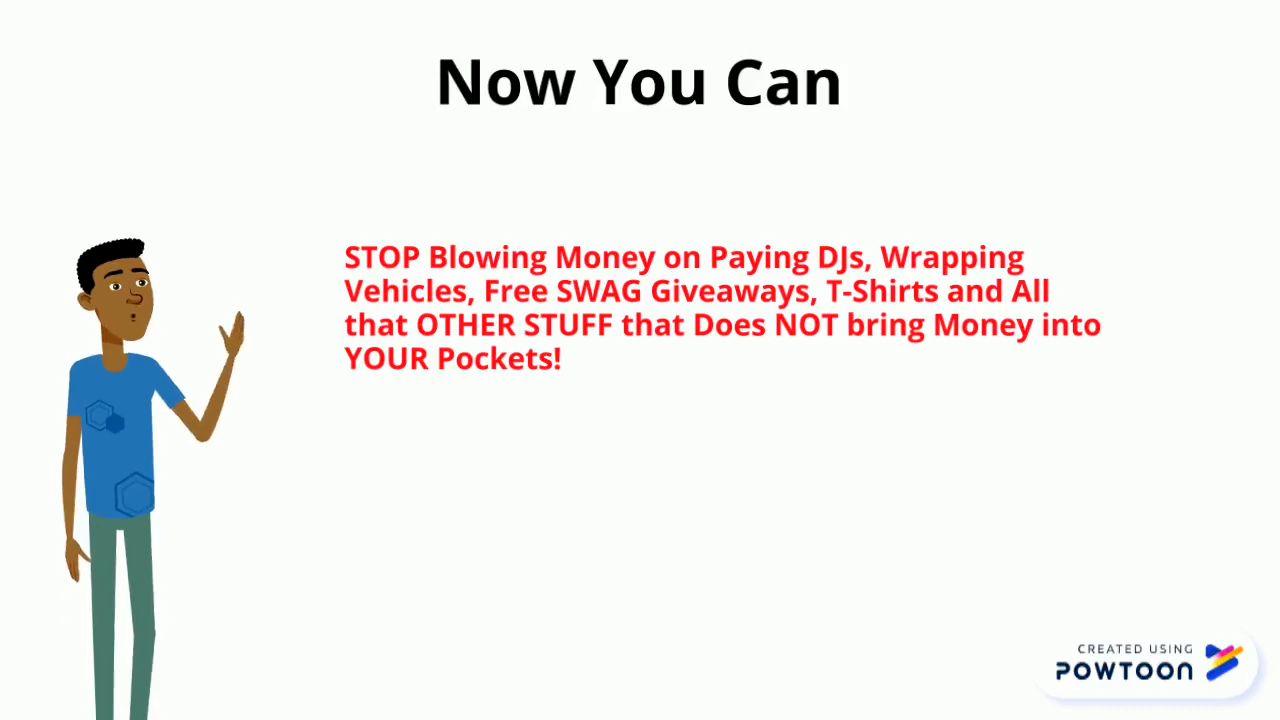 Now You Can
STOP Blowing Money on Paying DJs, Wrapping
Vehicles, Free SWAG Giveaways, T-Shirts and All
that OTHER STUFF that Does NOT bring Money into
YOUR Pockets!
CREATED USING
POWTOON